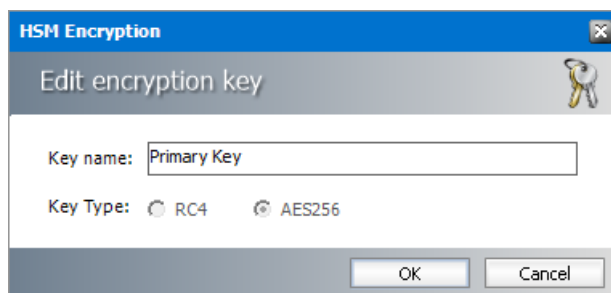 HSM Encryption
Edit encryption key
Key name: Primary Key
Key Type: RC4 AES256
OK Cancel